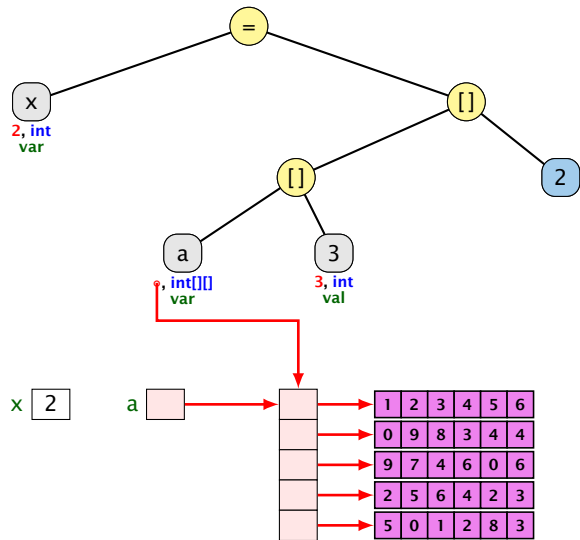 =
x
[]
2, int
var
[]
2
a
3
, int[][]
var
3, int
val
x 2 a
1 2 3 4 5 6
0 9 8 3 4 4
9 7 4 6 0 6
2 5 6 4 2 3
5 0 1 2 8 3